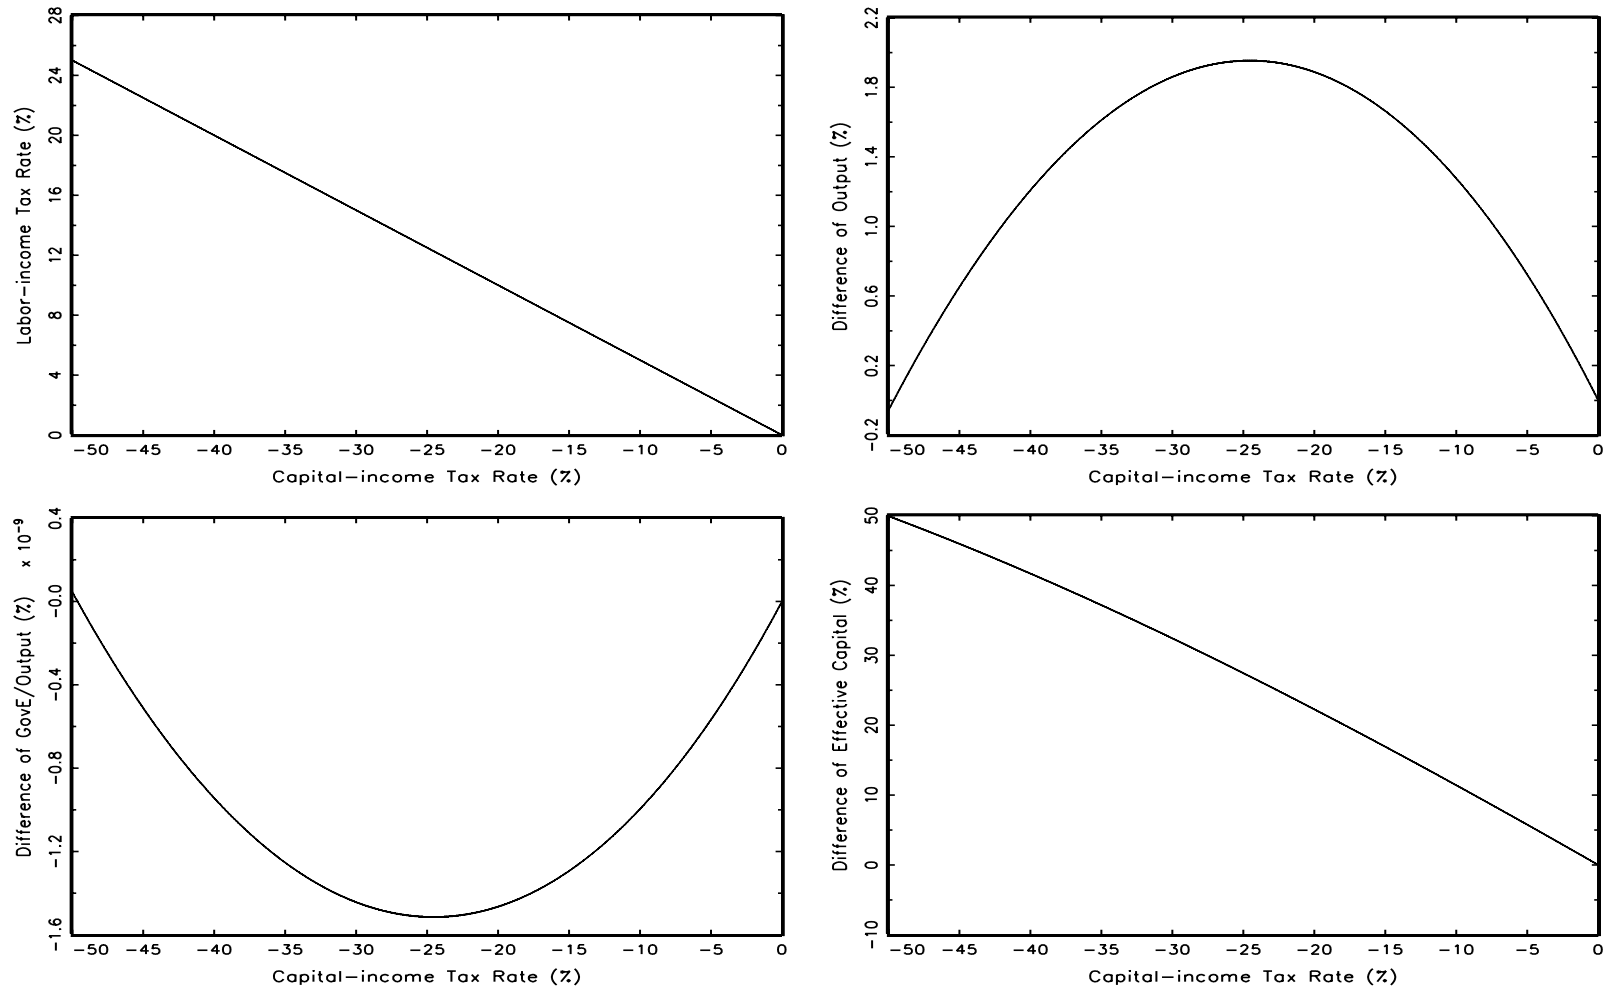 Labor-income Tax Rate (%)
28
24
20
16
12
8
4
0
-50 -45 -40 -35 -30 -25 -20 -15 -10 -5 0
Capital-income Tax Rate (%)
Difference of Output (%)
2.2
1.8
1.4
1.0
0.6
0.2
-0.2
-50 -45 -40 -35 -30 -25 -20 -15 -10 -5 0
Capital-income Tax Rate (%)
Difference of GovE/Output (%) x 10-9
0.4
-0.0
-0.4
-0.8
-1.2
-1.6
-50 -45 -40 -35 -30 -25 -20 -15 -10 -5 0
Capital-income Tax Rate (%)
Difference of Effective Capital (%)
50
40
30
20
10
0
-10
-50 -45 -40 -35 -30 -25 -20 -15 -10 -5 0
Capital-income Tax Rate (%)